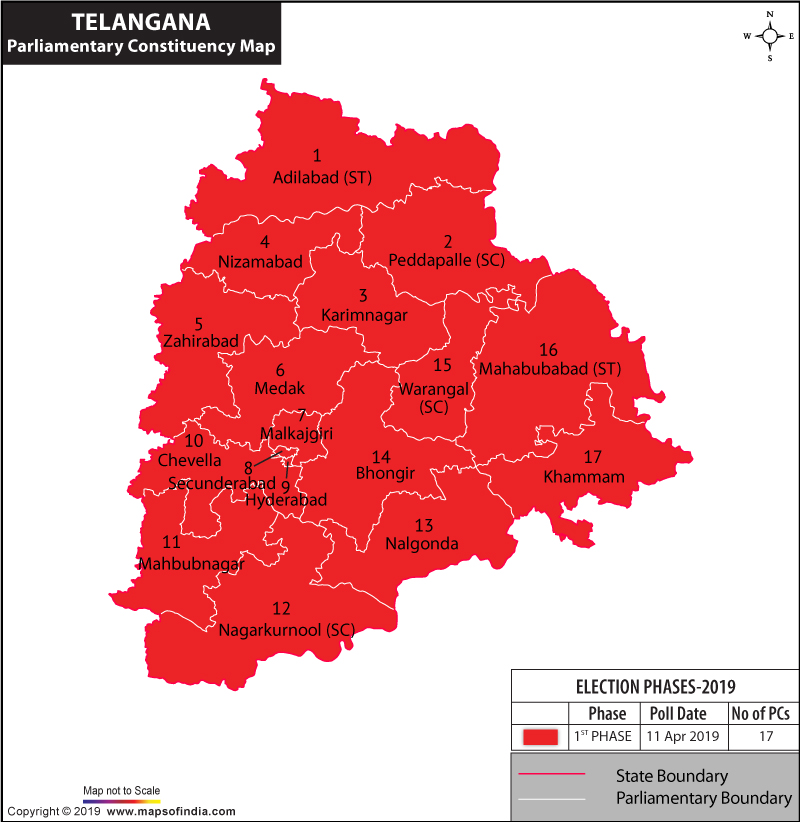 TELANGANA
Parliamentary Constituency Map
N
W E
S
1
Adilabad (ST)
2
Peddapalle (SC)
4
Nizamabad
3
Karimnagar
5
Zahirabad
6
Medak
15
Warangal
(SC)
16
Mahabubabad (ST)
7
Malkajgiri
10
Chevella
8
Secunderabad
9
Hyderabad
14
Bhongir
17
Khammam
13
Nalgonda
11
Mahbubnagar
12
Nagarkurnool (SC)
ELECTION PHASES-2019
Phase Poll Date No of PCs
1ST PHASE 11 Apr 2019 17
State Boundary
Parliamentary Boundary
Map not to Scale
Copyright © 2019 www.mapsofindia.com